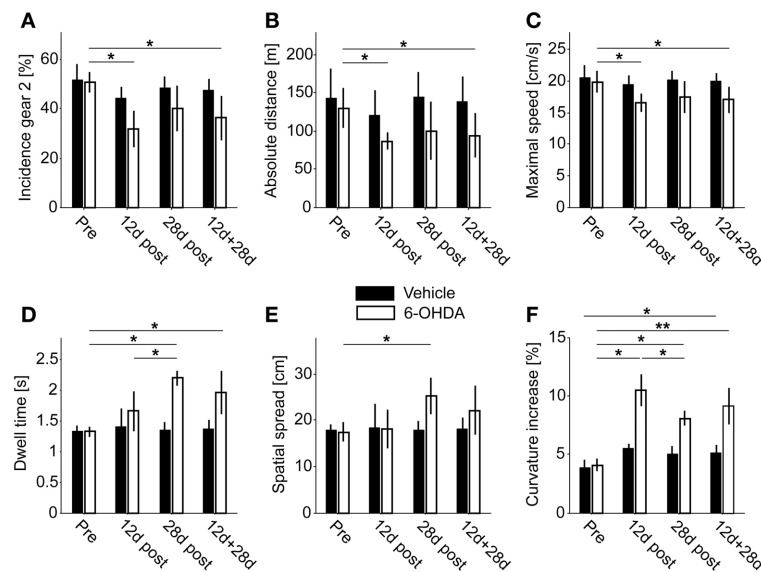 A
Incidence gear 2 [%]
60
40
20
0
*
*
Pre
12d post
28d post
12d+28d
B
Absolute distance [m]
200
150
100
50
0
*
*
Pre
12d post
28d post
12d+28d
C
Maximal speed [cm/s]
25
20
15
10
5
0
*
*
Pre
12d post
28d post
12d+28d
Vehicle
6-OHDA
D
Dwell time [s]
2.5
2
1.5
1
0.5
0
*
*
*
Pre
12d post
28d post
12d+28d
E
Spatial spread [cm]
40
30
20
10
0
*
Pre
12d post
28d post
12d+28d
F
Curvature increase [%]
15
10
5
0
*
**
*
* *
Pre
12d post
28d post
12d+28d